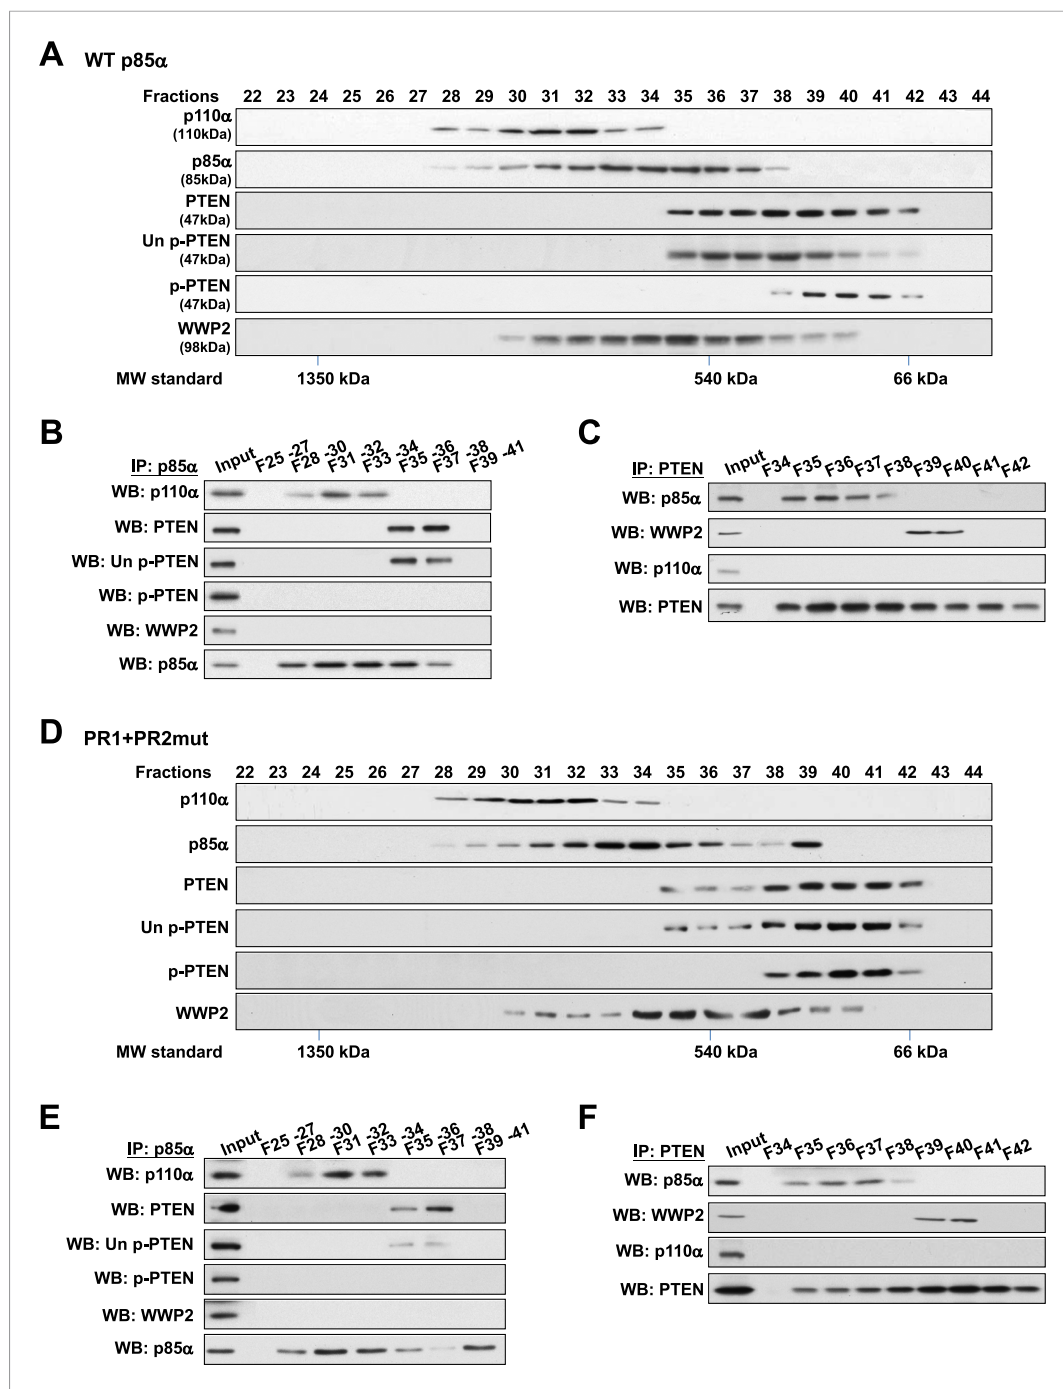 A WT p85α
Fractions 22 23 24 25 26 27 28 29 30 31 32 33 34 35 36 37 38 39 40 41 42 43 44
p110α
(110kDa)
p85α
(85kDa)
PTEN
(47kDa)
Un p-PTEN
(47kDa)
p-PTEN
(47kDa)
WWP2
(98kDa)
MW standard 1350 kDa 540 kDa 66 kDa
B
IP: p85α Input F25 -27 F28 -30 F31 -32 F33 -34 F35 -36 F37 -38 F39 -41
WB: p110α
WB: PTEN
WB: Un p-PTEN
WB: p-PTEN
WB: WWP2
WB: p85α
C
IP: PTEN Input F34 F35 F36 F37 F38 F39 F40 F41 F42
WB: p85α
WB: WWP2
WB: p110α
WB: PTEN
D PR1+PR2mut
Fractions 22 23 24 25 26 27 28 29 30 31 32 33 34 35 36 37 38 39 40 41 42 43 44
p110α
p85α
PTEN
Un p-PTEN
p-PTEN
WWP2
MW standard 1350 kDa 540 kDa 66 kDa
E
IP: p85α Input F25 -27 F28 -30 F31 -32 F33 -34 F35 -36 F37 -38 F39 -41
WB: p110α
WB: PTEN
WB: Un p-PTEN
WB: p-PTEN
WB: WWP2
WB: p85α
F
IP: PTEN Input F34 F35 F36 F37 F38 F39 F40 F41 F42
WB: p85α
WB: WWP2
WB: p110α
WB: PTEN